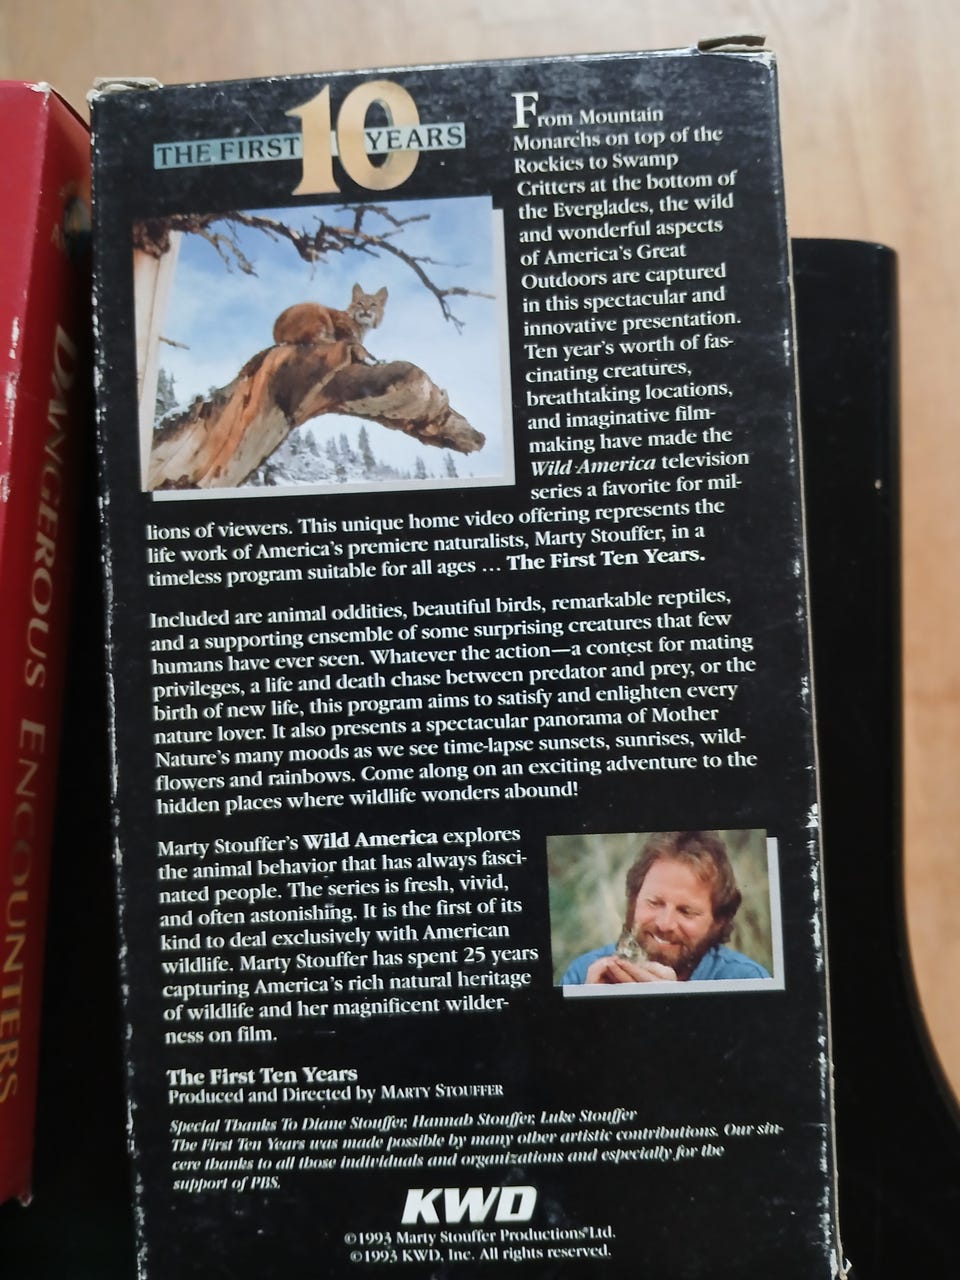 THE FIRST 10 YEARS
From Mountain
Monarchs on top of the
Rockies to Swamp
Critters at the bottom of
the Everglades, the wild
and wonderful aspects
of America's Great
Outdoors are captured
in this spectacular and
innovative presentation.
Ten year's worth of fas-
cinating creatures,
breathtaking locations,
and imaginative film-
making have made the
Wild America television
series a favorite for mil-
lions of viewers. This unique home video offering represents the
life work of America's premiere naturalists, Marty Stouffer, in a
timeless program suitable for all ages ... The First Ten Years.
Included are animal oddities, beautiful birds, remarkable reptiles,
and a supporting ensemble of some surprising creatures that few
humans have ever seen. Whatever the action—a contest for mating
privileges, a life and death chase between predator and prey, or the
birth of new life, this program aims to satisfy and enlighten every
nature lover. It also presents a spectacular panorama of Mother
Nature's many moods as we see time-lapse sunsets, sunrises, wild-
flowers and rainbows. Come along on an exciting adventure to the
hidden places where wildlife wonders abound!
Marty Stouffer's Wild America explores
the animal behavior that has always fasci-
nated people. The series is fresh, vivid,
and often astonishing. It is the first of its
kind to deal exclusively with American
wildlife. Marty Stouffer has spent 25 years
capturing America's rich natural heritage
of wildlife and her magnificent wilder-
ness on film.
The First Ten Years
Produced and Directed by MARTY STOUFFER
Special Thanks To Diane Stouffer, Hannah Stouffer, Luke Stouffer
The First Ten Years was made possible by many other artistic contributions. Our sin-
cere thanks to all those individuals and organizations and especially for the
support of PBS.
KWD
©1993 Marty Stouffer Productions Ltd.
©1993 KWD, Inc. All rights reserved.
DANGEROUS ENCOUNTERS